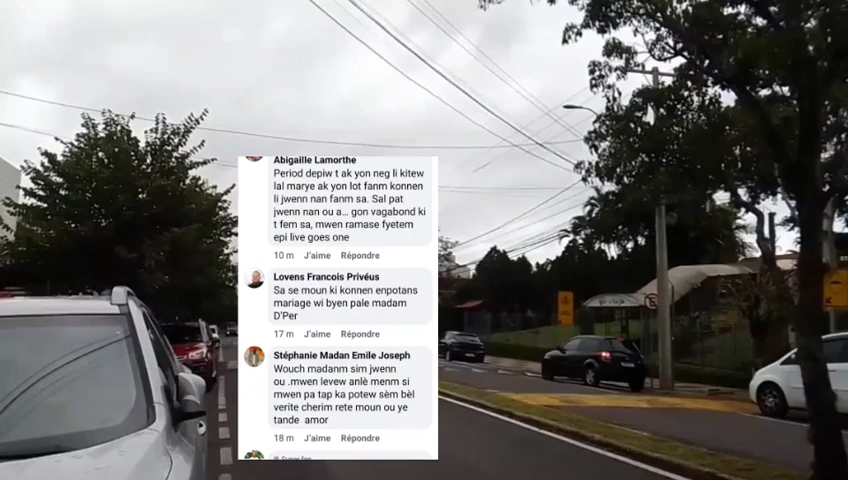 Abigaille Lamorthe
Period depiw t ak yon neg li kitew
lal marye ak yon lot fanm konnen
li jwenn nan fanm sa. Sal pat
jwenn nan ou a... gon vagabond ki
t fem sa, mwen ramase fyetem
epi live goes one
10 m J'aime Répondre
Lovens Francois Privéus
Sa se moun ki konnen enpotans
mariage wi byen pale madam
D'Per
17 m J'aime Répondre
Stéphanie Madan Emile Joseph
Wouch madanm sim jwenn
ou .mwen levew anlè menm si
mwen pa tap ka potew sèm bèl
verite cherim rete moun ou ye
tande amor
18 m J'aime Répondre